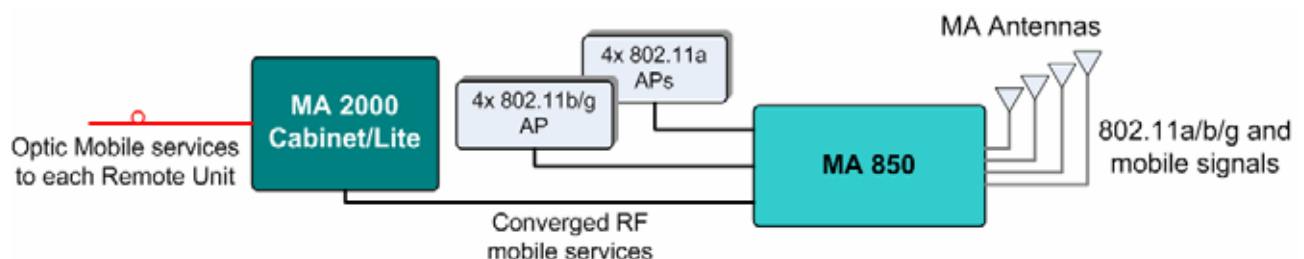 MA Antennas
4x 802.11a
APs
MA 2000
Cabinet/Lite
4x 802.11b/g
AP
Optic Mobile services
to each Remote Unit
MA 850
802.11a/b/g and
mobile signals
Converged RF
mobile services